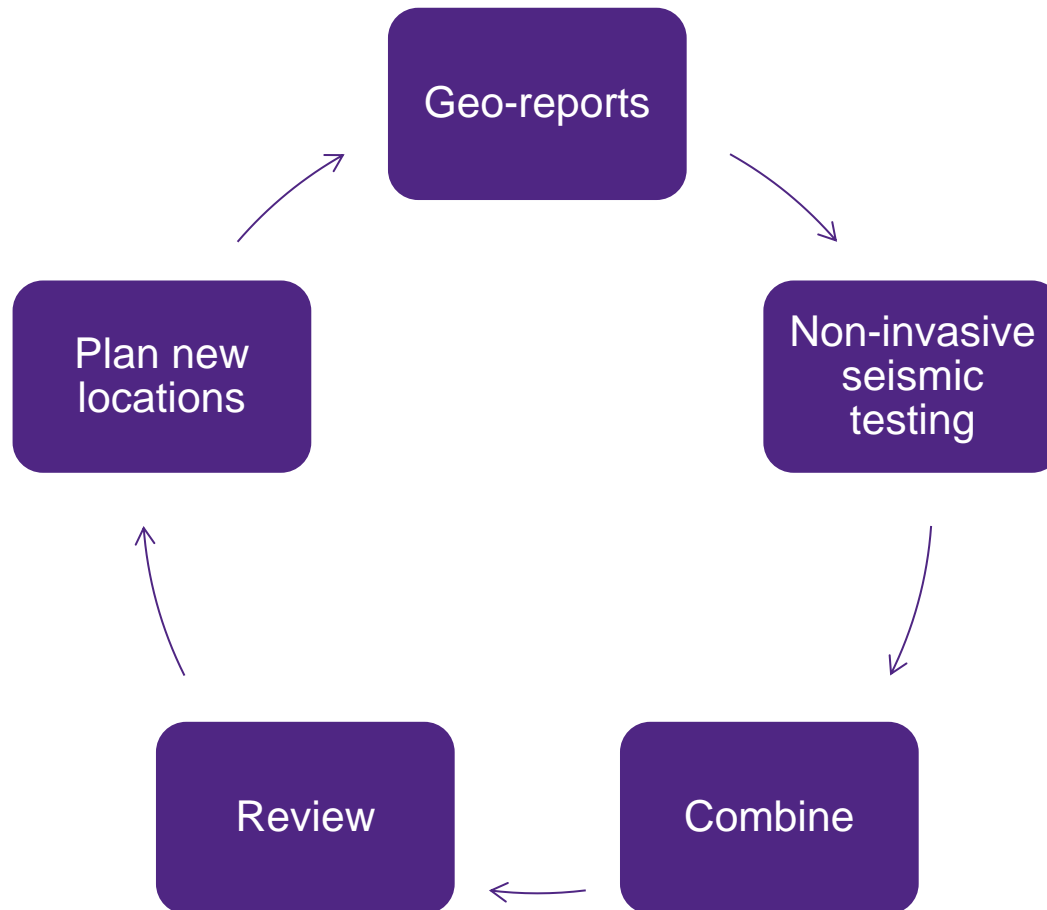 Geo-reports
Non-invasive
seismic
testing
Combine
Review
Plan new
locations